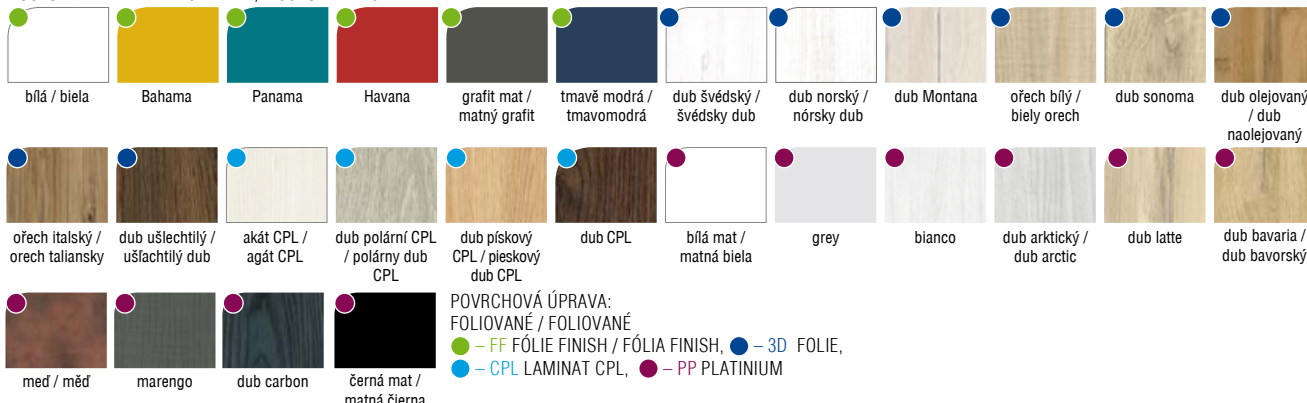 bílá / biela
Bahama
Panama
Havana
grafit mat /
matný grafit
tmavě modrá /
tmavomodrá
dub švédský /
švédsky dub
dub norský /
nórsky dub
dub Montana
ořech bílý /
biely orech
dub sonoma
dub olejovaný
/ dub
naolejovaný
ořech italský /
orech taliansky
dub ušlechtilý /
ušľachtilý dub
akát CPL /
agát CPL
dub polární CPL
/ polárny dub
CPL
dub pískový
CPL / pieskový
dub CPL
dub CPL
bílá mat /
matná biela
grey
bianco
dub arktický /
dub arctic
dub latte
dub bavaria /
dub bavorský
meď / měď
marengo
dub carbon
černá mat /
matná čierna
POVRCHOVÁ ÚPRAVA:
FOLIOVANÉ / FOLIOVANÉ
– FF FÓLIE FINISH / FÓLIA FINISH, – 3D FOLIE,
– CPL LAMINAT CPL, – PP PLATINIUM